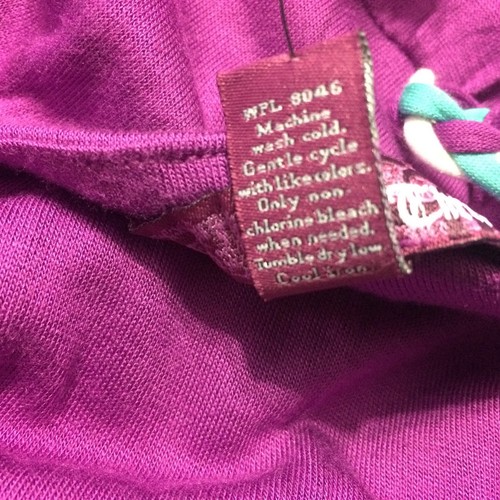 WPL 8046
Machine
wash cold.
Gentle cycle
with like colors.
Only non
chlorine bleach
when needed.
Tumble dry low
Cool iron